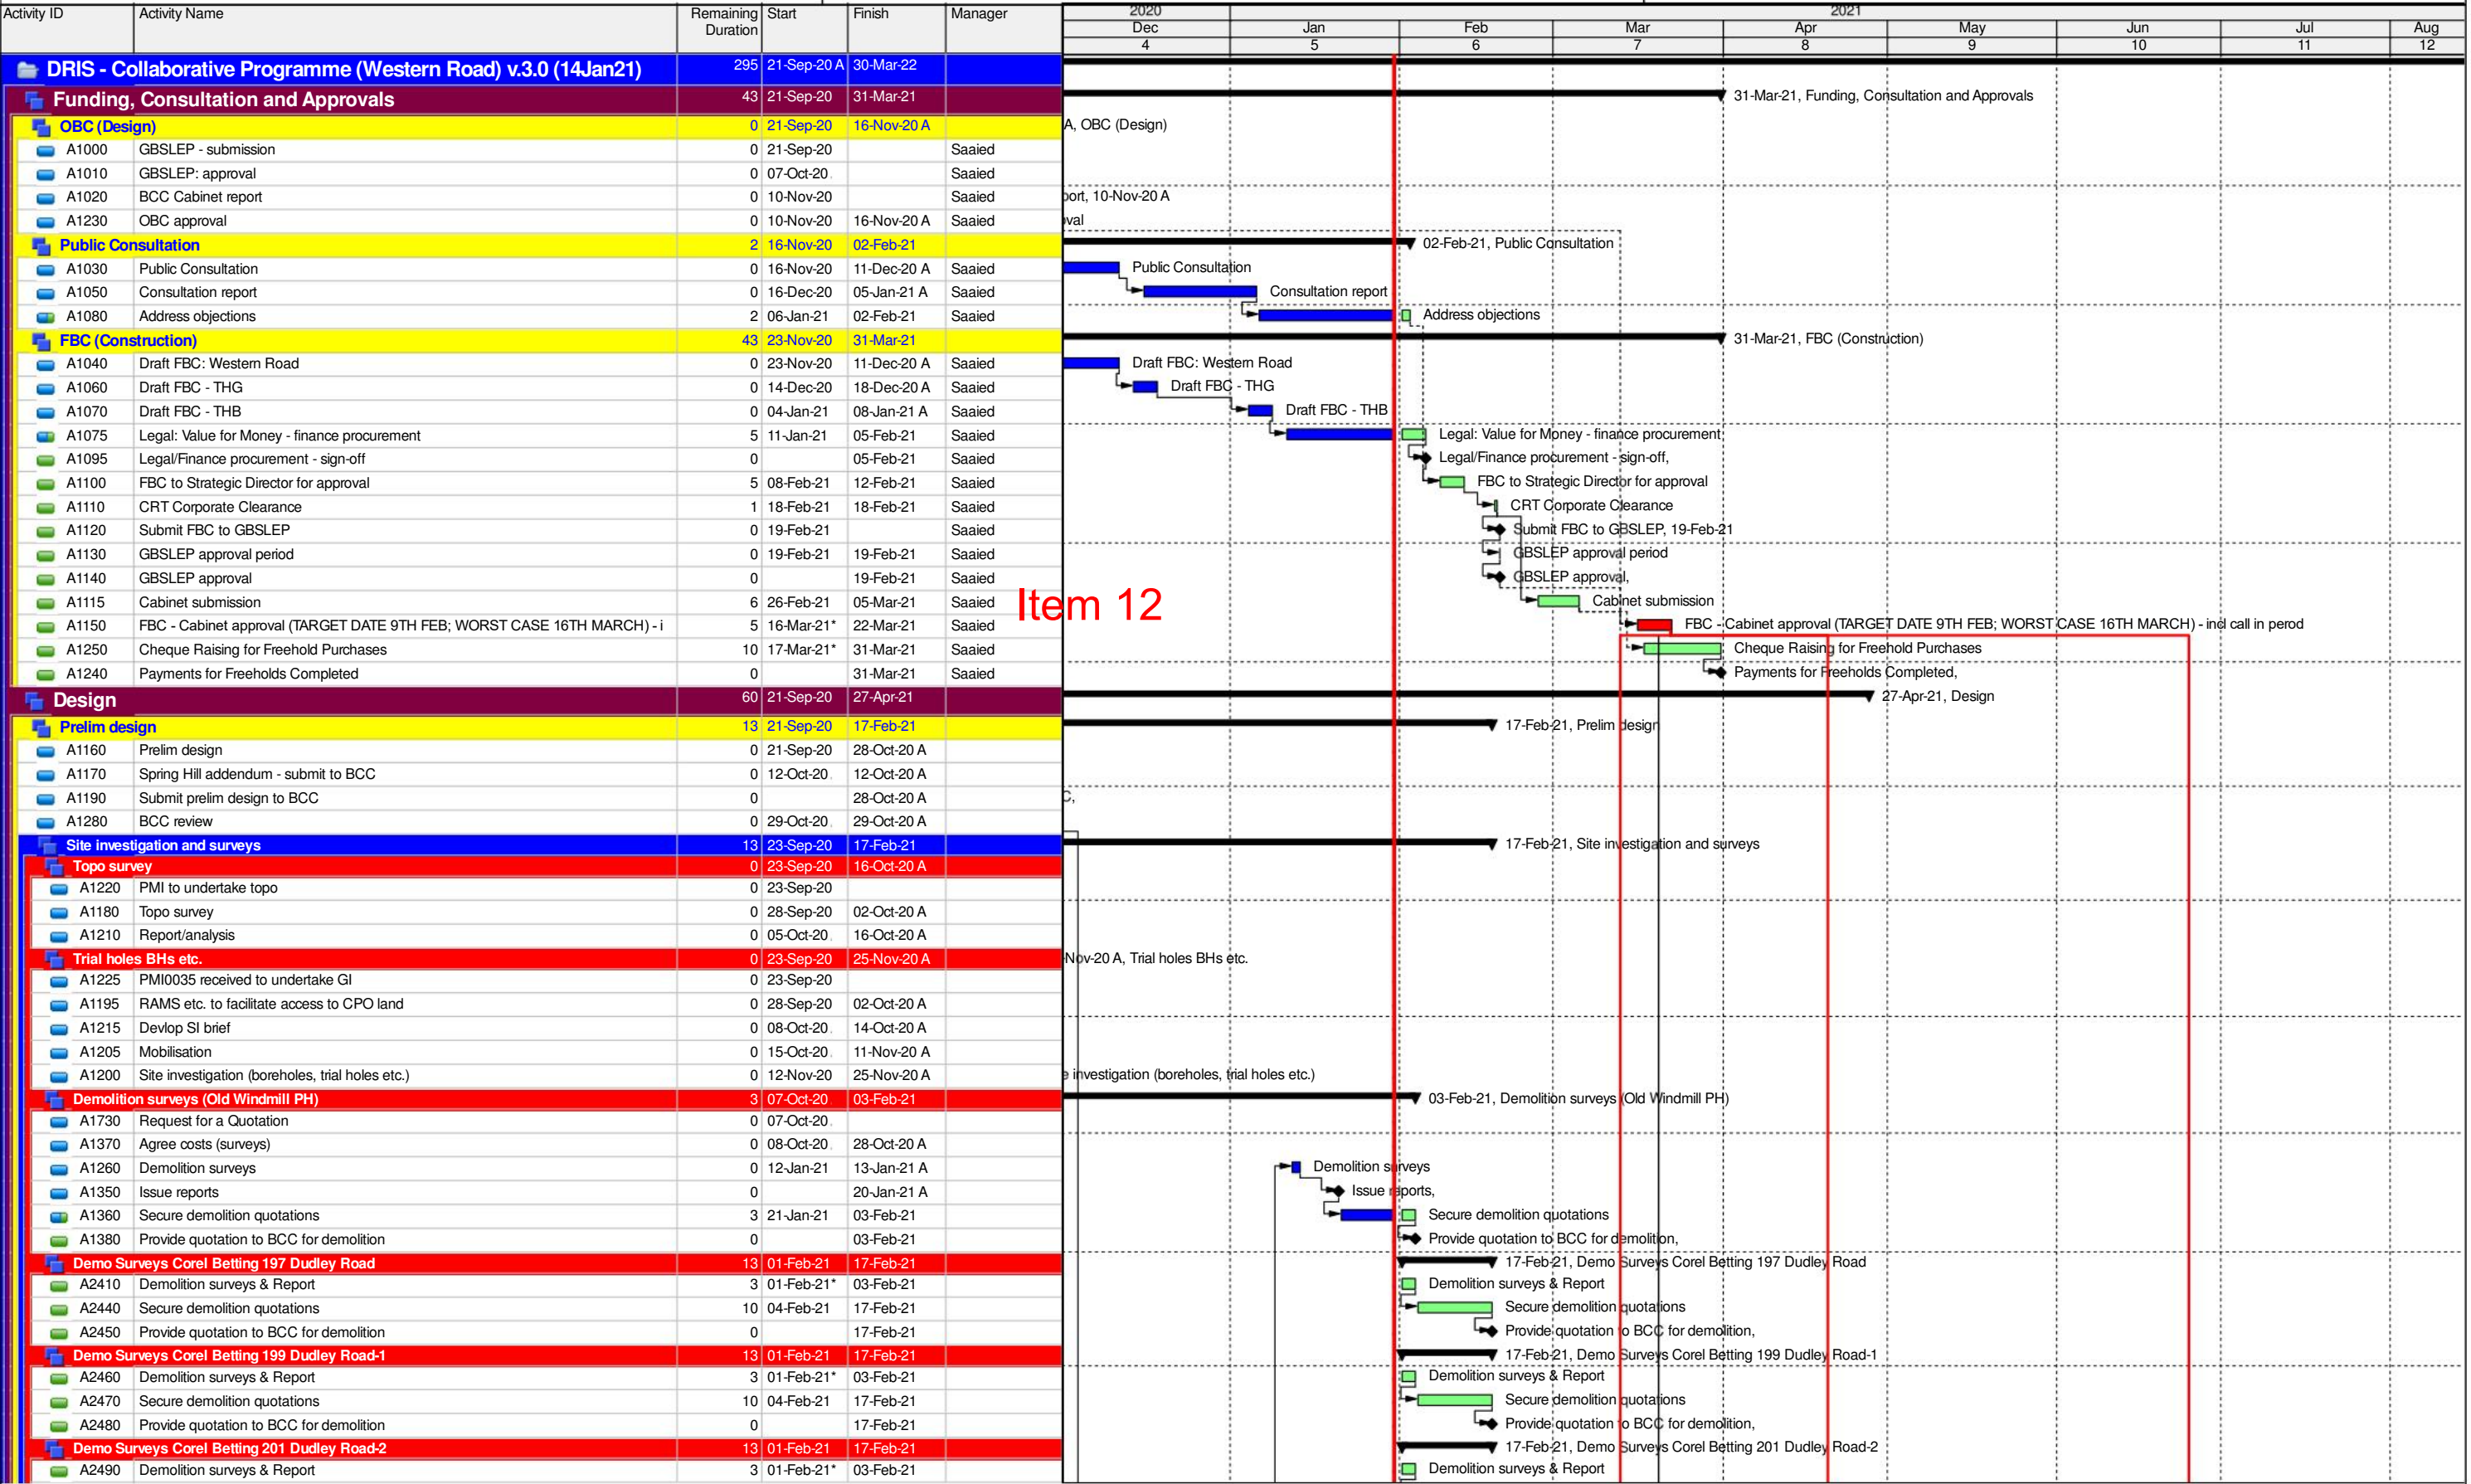 Activity ID Activity Name Remaining Duration Start Finish Manager 2020 2021
Dec Jan Feb Mar Apr May Jun Jul Aug
4 5 6 7 8 9 10 11 12
DRIS - Collaborative Programme (Western Road) v.3.0 (14Jan21) 295 21-Sep-20 A 30-Mar-22
Funding, Consultation and Approvals 43 21-Sep-20 31-Mar-21 31-Mar-21, Funding, Consultation and Approvals
OBC (Design) 0 21-Sep-20 16-Nov-20 A A, OBC (Design)
A1000 GBSLEP - submission 0 21-Sep-20 Saaied
A1010 GBSLEP: approval 0 07-Oct-20 Saaied
A1020 BCC Cabinet report 0 10-Nov-20 Saaied port, 10-Nov-20 A
A1230 OBC approval 0 10-Nov-20 16-Nov-20 A Saaied val
Public Consultation 2 16-Nov-20 02-Feb-21 02-Feb-21, Public Consultation
A1030 Public Consultation 0 16-Nov-20 11-Dec-20 A Saaied Public Consultation
A1050 Consultation report 0 16-Dec-20 05-Jan-21 A Saaied Consultation report
A1080 Address objections 2 06-Jan-21 02-Feb-21 Saaied Address objections
FBC (Construction) 43 23-Nov-20 31-Mar-21 31-Mar-21, FBC (Construction)
A1040 Draft FBC: Western Road 0 23-Nov-20 11-Dec-20 A Saaied Draft FBC: Western Road
A1060 Draft FBC - THG 0 14-Dec-20 18-Dec-20 A Saaied Draft FBC - THG
A1070 Draft FBC - THB 0 04-Jan-21 08-Jan-21 A Saaied Draft FBC - THB
A1075 Legal: Value for Money - finance procurement 5 11-Jan-21 05-Feb-21 Saaied Legal: Value for Money - finance procurement
A1095 Legal/Finance procurement - sign-off 0 05-Feb-21 Saaied Legal/Finance procurement - sign-off,
A1100 FBC to Strategic Director for approval 5 08-Feb-21 12-Feb-21 Saaied FBC to Strategic Director for approval
A1110 CRT Corporate Clearance 1 18-Feb-21 18-Feb-21 Saaied CRT Corporate Clearance
A1120 Submit FBC to GBSLEP 0 19-Feb-21 Saaied Submit FBC to GBSLEP, 19-Feb-21
A1130 GBSLEP approval period 0 19-Feb-21 19-Feb-21 Saaied GBSLEP approval period
A1140 GBSLEP approval 0 19-Feb-21 Saaied GBSLEP approval,
A1115 Cabinet submission 6 26-Feb-21 05-Mar-21 Saaied Cabinet submission
Item 12
A1150 FBC - Cabinet approval (TARGET DATE 9TH FEB; WORST CASE 16TH MARCH) - i 5 16-Mar-21* 22-Mar-21 Saaied FBC - Cabinet approval (TARGET DATE 9TH FEB; WORST CASE 16TH MARCH) - incl call in perod
A1250 Cheque Raising for Freehold Purchases 10 17-Mar-21* 31-Mar-21 Saaied Cheque Raising for Freehold Purchases
A1240 Payments for Freeholds Completed 0 31-Mar-21 Saaied Payments for Freeholds Completed,
Design 60 21-Sep-20 27-Apr-21 27-Apr-21, Design
Prelim design 13 21-Sep-20 17-Feb-21 17-Feb-21, Prelim design
A1160 Prelim design 0 21-Sep-20 28-Oct-20 A
A1170 Spring Hill addendum - submit to BCC 0 12-Oct-20 12-Oct-20 A
A1190 Submit prelim design to BCC 0 28-Oct-20 A C,
A1280 BCC review 0 29-Oct-20 29-Oct-20 A
Site investigation and surveys 13 23-Sep-20 17-Feb-21 17-Feb-21, Site investigation and surveys
Topo survey 0 23-Sep-20 16-Oct-20 A
A1220 PMI to undertake topo 0 23-Sep-20
A1180 Topo survey 0 28-Sep-20 02-Oct-20 A
A1210 Report/analysis 0 05-Oct-20 16-Oct-20 A
Trial holes BHs etc. 0 23-Sep-20 25-Nov-20 A -Nov-20 A, Trial holes BHs etc.
A1225 PMI0035 received to undertake GI 0 23-Sep-20
A1195 RAMS etc. to facilitate access to CPO land 0 28-Sep-20 02-Oct-20 A
A1215 Devlop SI brief 0 08-Oct-20 14-Oct-20 A
A1205 Mobilisation 0 15-Oct-20 11-Nov-20 A
A1200 Site investigation (boreholes, trial holes etc.) 0 12-Nov-20 25-Nov-20 A e investigation (boreholes, trial holes etc.)
Demolition surveys (Old Windmill PH) 3 07-Oct-20 03-Feb-21 03-Feb-21, Demolition surveys (Old Windmill PH)
A1730 Request for a Quotation 0 07-Oct-20
A1370 Agree costs (surveys) 0 08-Oct-20 28-Oct-20 A
A1260 Demolition surveys 0 12-Jan-21 13-Jan-21 A Demolition surveys
A1350 Issue reports 0 20-Jan-21 A Issue reports,
A1360 Secure demolition quotations 3 21-Jan-21 03-Feb-21 Secure demolition quotations
A1380 Provide quotation to BCC for demolition 0 03-Feb-21 Provide quotation to BCC for demolition,
Demo Surveys Corel Betting 197 Dudley Road 13 01-Feb-21 17-Feb-21 17-Feb-21, Demo Surveys Corel Betting 197 Dudley Road
A2410 Demolition surveys & Report 3 01-Feb-21* 03-Feb-21 Demolition surveys & Report
A2440 Secure demolition quotations 10 04-Feb-21 17-Feb-21 Secure demolition quotations
A2450 Provide quotation to BCC for demolition 0 17-Feb-21 Provide quotation to BCC for demolition,
Demo Surveys Corel Betting 199 Dudley Road-1 13 01-Feb-21 17-Feb-21 17-Feb-21, Demo Surveys Corel Betting 199 Dudley Road-1
A2460 Demolition surveys & Report 3 01-Feb-21* 03-Feb-21 Demolition surveys & Report
A2470 Secure demolition quotations 10 04-Feb-21 17-Feb-21 Secure demolition quotations
A2480 Provide quotation to BCC for demolition 0 17-Feb-21 Provide quotation to BCC for demolition,
Demo Surveys Corel Betting 201 Dudley Road-2 13 01-Feb-21 17-Feb-21 17-Feb-21, Demo Surveys Corel Betting 201 Dudley Road-2
A2490 Demolition surveys & Report 3 01-Feb-21* 03-Feb-21 Demolition surveys & Report